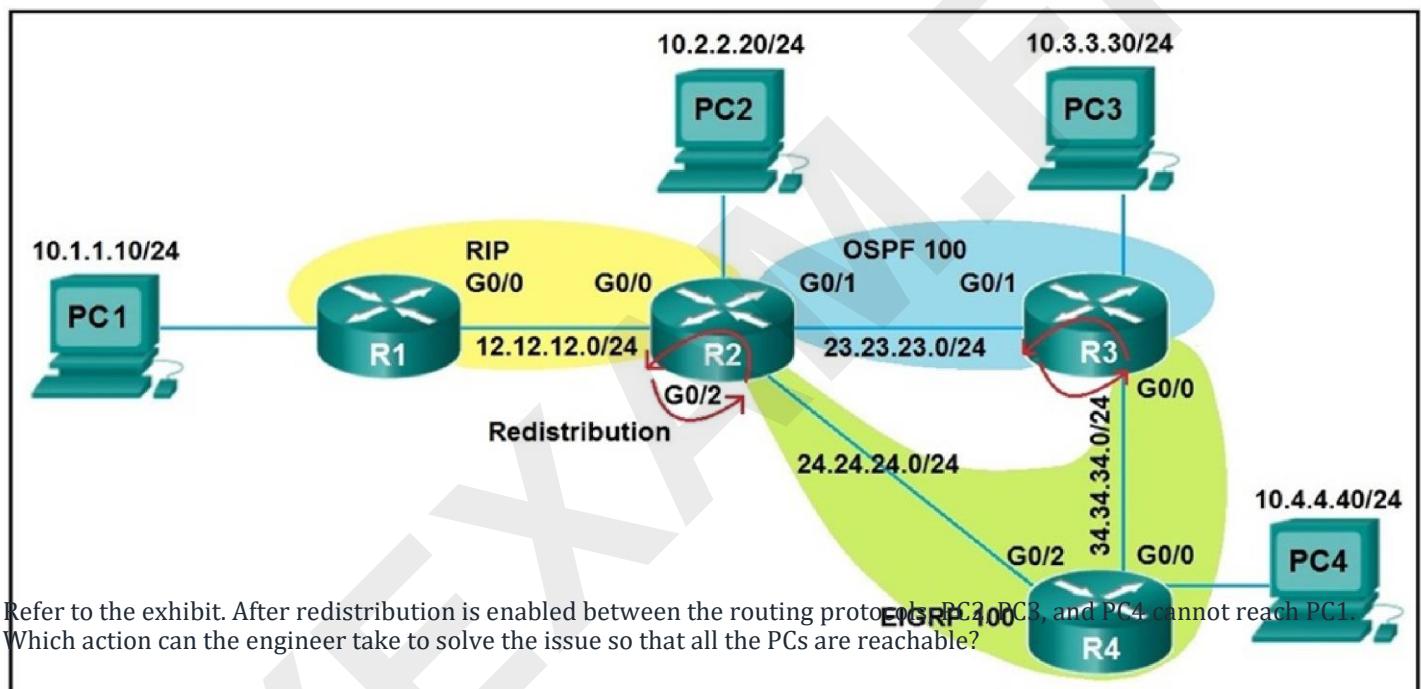 10.2.2.20/24
10.3.3.30/24
PC2
PC3
10.1.1.10/24
RIP
OSPF 100
PC1
G0/0
G0/0
G0/1
G0/1
R1
12.12.12.0/24
R2
23.23.23.0/24
R3
G0/2
G0/0
Redistribution
34.34.34.0/24
24.24.24.0/24
10.4.4.40/24
G0/2
G0/0
PC4
Refer to the exhibit. After redistribution is enabled between the routing protocols, PC2, PC3, and PC4 cannot reach PC1.
EIGRP 100
Which action can the engineer take to solve the issue so that all the PCs are reachable?
R4